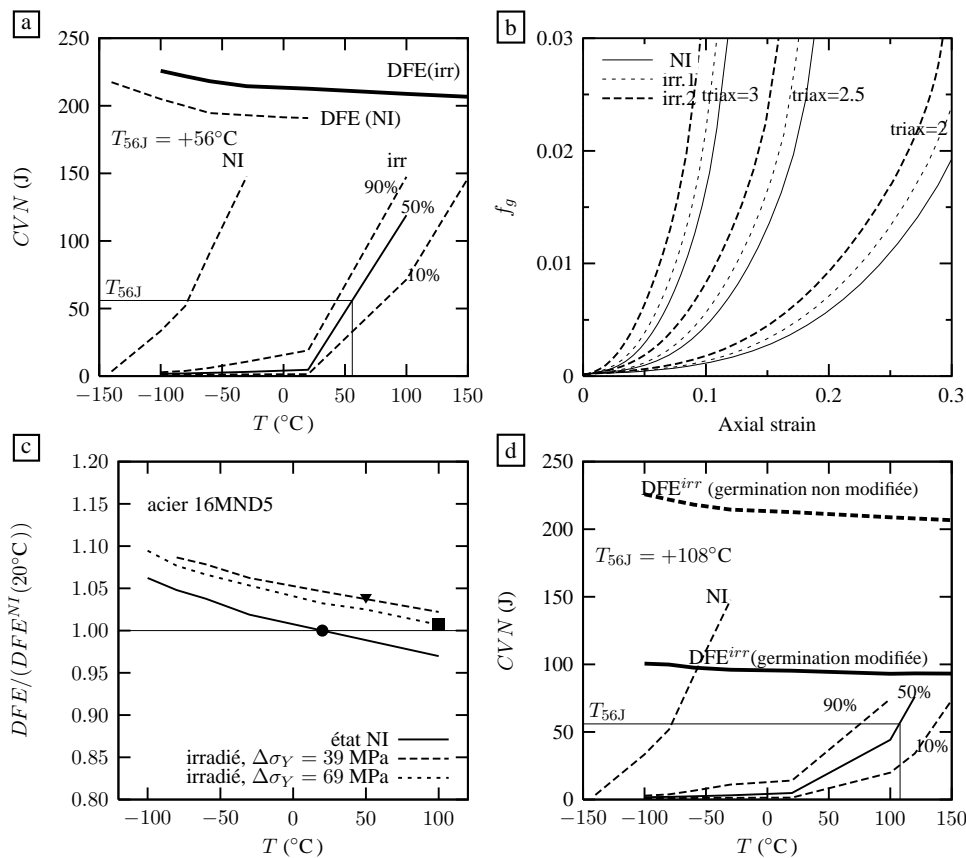 a
250
200
150
100
50
0
CVN (J)
DFE(irr)
DFE (NI)
T56J = +56°C
NI
irr
90%
50%
10%
T56J
−150 −100 −50 0 50 100 150
T (°C)
b
0.03
0.02
0.01
0
fg
NI
irr.1
irr.2
triax=3
triax=2.5
triax=2
0 0.1 0.2 0.3
Axial strain
c
1.20
1.15
1.10
1.05
1.00
0.95
0.90
0.85
0.80
DFE/(DFE^NI(20°C)
acier 16MND5
état NI
irradié, ΔσY = 39 MPa
irradié, ΔσY = 69 MPa
−100 −50 0 50 100
T (°C)
d
250
200
150
100
50
0
CVN (J)
DFE^irr (germination non modifiée)
T56J = +108°C
NI
DFE^irr(germination modifiée)
90%
50%
10%
T56J
−150 −100 −50 0 50 100 150
T (°C)